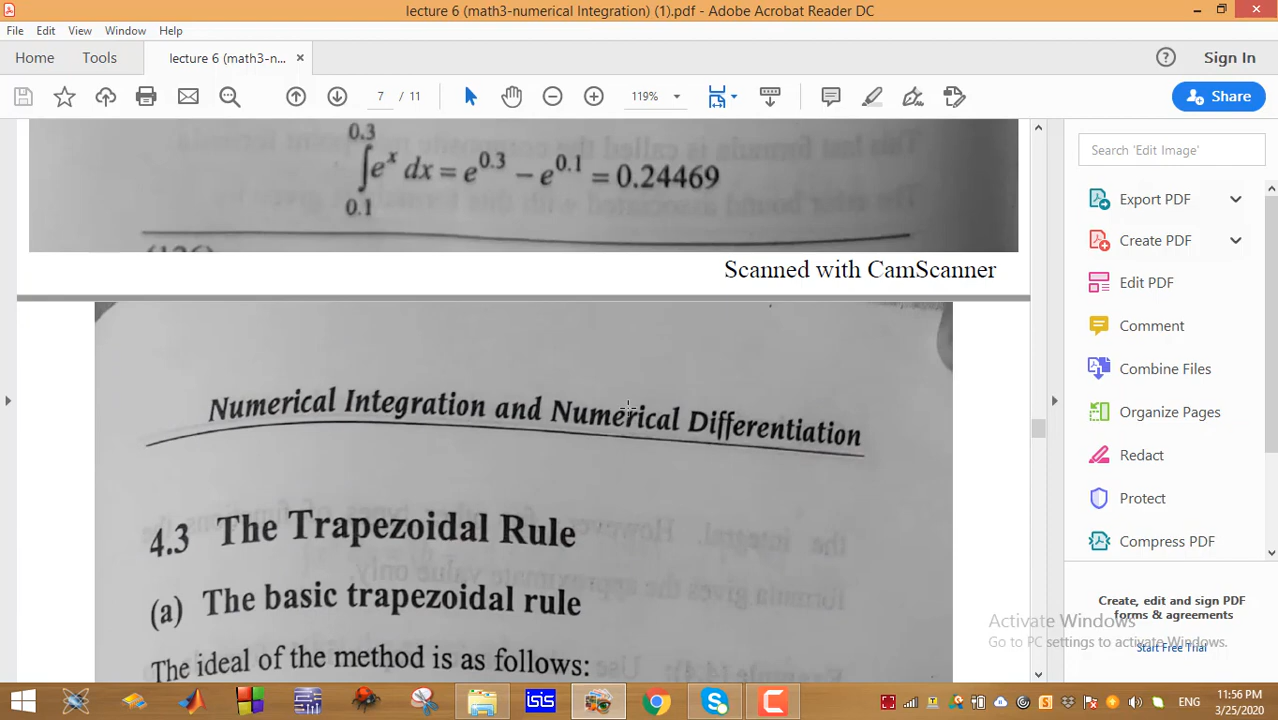 lecture 6 (math3-numerical Integration) (1).pdf - Adobe Acrobat Reader DC
File Edit View Window Help
Home Tools lecture 6 (math3-n... × Sign In
7 / 11 119% Share
0.3
∫e^x dx = e^0.3 − e^0.1 = 0.24469
0.1
Scanned with CamScanner
Numerical Integration and Numerical Differentiation
4.3 The Trapezoidal Rule
(a) The basic trapezoidal rule
The ideal of the method is as follows:
Search 'Edit Image'
Export PDF
Create PDF
Edit PDF
Comment
Combine Files
Organize Pages
Redact
Protect
Compress PDF
Create, edit and sign PDF
forms & agreements
Start Free Trial
Activate Windows
Go to PC settings to activate Windows.
isis
ENG
11:56 PM
3/25/2020